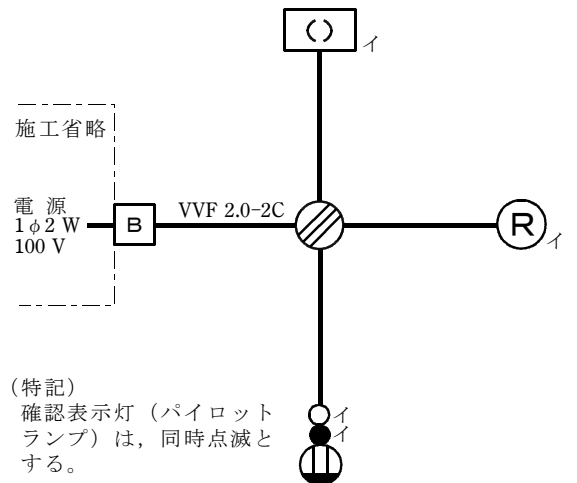 ( )
イ
施工省略
電源
1φ2W
100 V
B
VVF 2.0-2C
R
イ
(特記)
確認表示灯（パイロット
ランプ）は，同時点滅と
する。
イ
イ